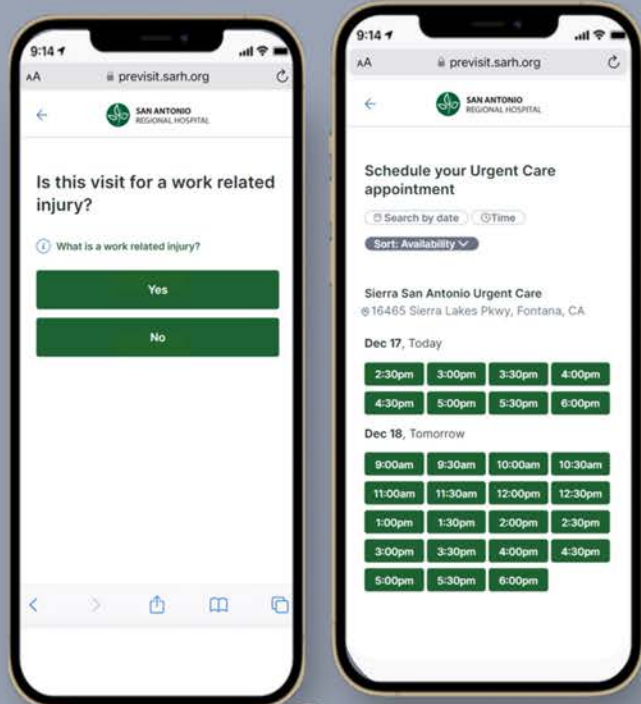 9:14
AA previsit.sarh.org
SAN ANTONIO
REGIONAL HOSPITAL
Is this visit for a work related
injury?
What is a work related injury?
Yes
No
9:14
AA previsit.sarh.org
SAN ANTONIO
REGIONAL HOSPITAL
Schedule your Urgent Care
appointment
Search by date Time
Sort: Availability
Sierra San Antonio Urgent Care
16465 Sierra Lakes Pkwy, Fontana, CA
Dec 17, Today
2:30pm 3:00pm 3:30pm 4:00pm
4:30pm 5:00pm 5:30pm 6:00pm
Dec 18, Tomorrow
9:00am 9:30am 10:00am 10:30am
11:00am 11:30am 12:00pm 12:30pm
1:00pm 1:30pm 2:00pm 2:30pm
3:00pm 3:30pm 4:00pm 4:30pm
5:00pm 5:30pm 6:00pm